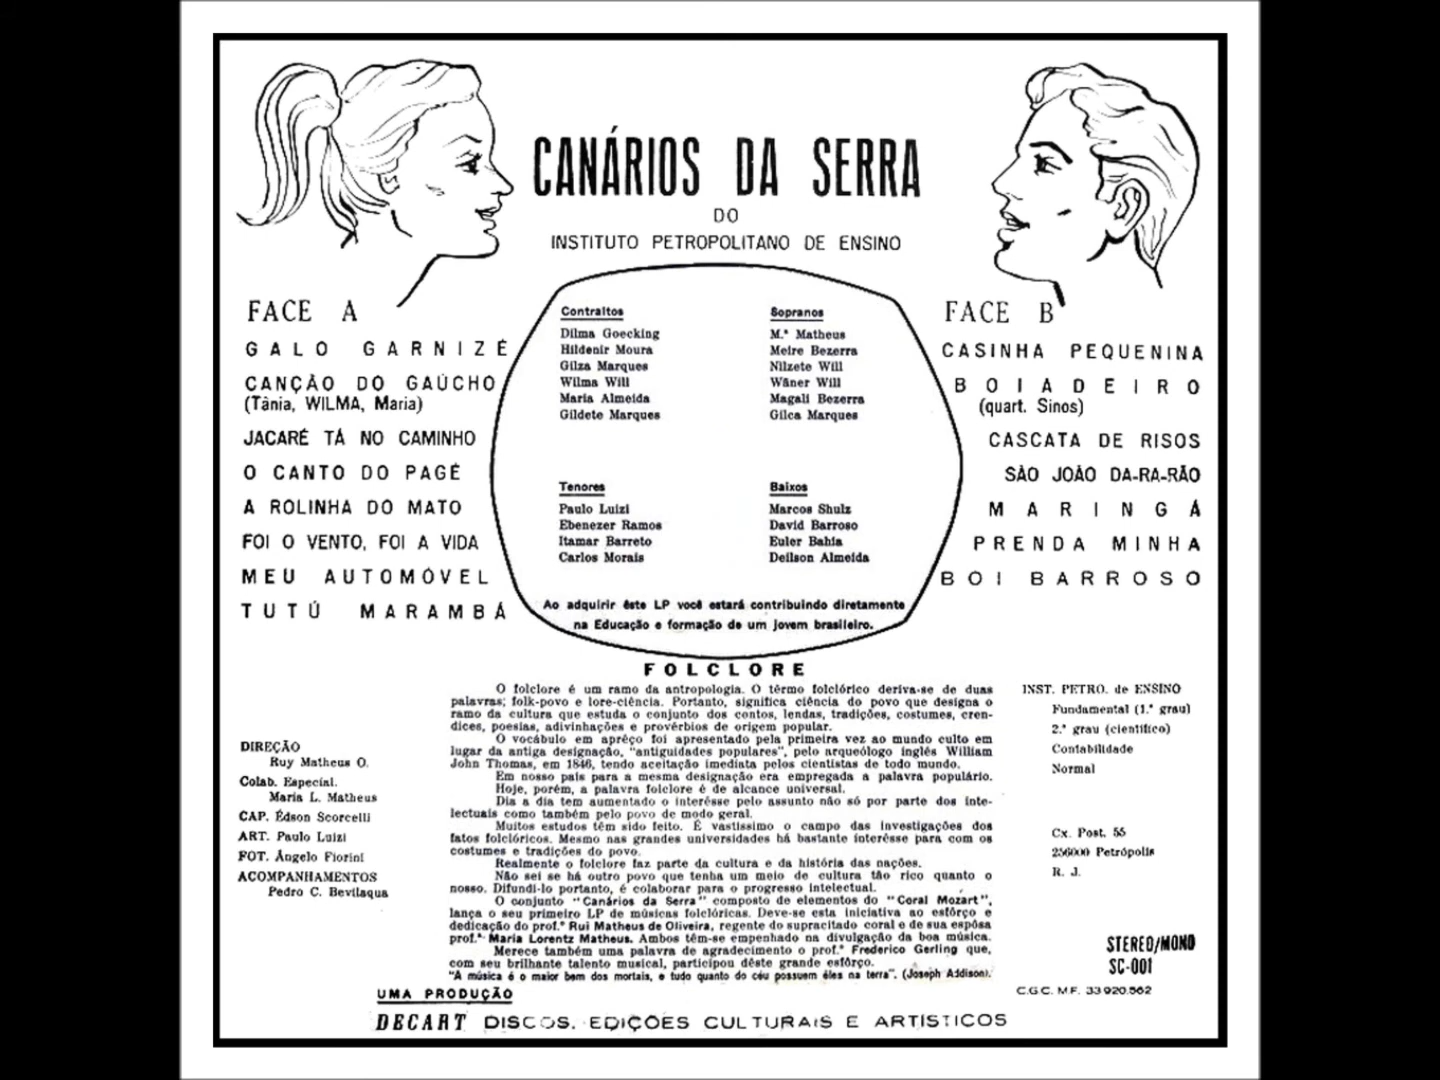 CANÁRIOS DA SERRA
DO
INSTITUTO PETROPOLITANO DE ENSINO
FACE A
GALO GARNIZÉ
CANÇÃO DO GAÚCHO
(Tânia, WILMA, Maria)
JACARÉ TÁ NO CAMINHO
O CANTO DO PAGÉ
A ROLINHA DO MATO
FOI O VENTO, FOI A VIDA
MEU AUTOMÓVEL
TUTÚ MARAMBÁ
Contraltos
Dilma Goecking
Hildenir Moura
Gilza Marques
Wilma Will
Maria Almeida
Gildete Marques
Sopranos
M.ª Matheus
Meire Bezerra
Nilzete Will
Wâner Will
Magali Bezerra
Gilca Marques
Tenores
Paulo Luizi
Ebenezer Ramos
Itamar Barreto
Carlos Morais
Baixos
Marcos Shulz
David Barroso
Euler Bahia
Deilson Almeida
Ao adquirir êste LP você estará contribuindo diretamente
na Educação e formação de um jovem brasileiro.
FACE B
CASINHA PEQUENINA
BOIADEIRO
(quart. Sinos)
CASCATA DE RISOS
SÃO JOÃO DA-RA-RÃO
MARINGÁ
PRENDA MINHA
BOI BARROSO
FOLCLORE
O folclore é um ramo da antropologia. O têrmo folclórico deriva-se de duas
palavras; folk-povo e lore-ciência. Portanto, significa ciência do povo que designa o
ramo da cultura que estuda o conjunto dos contos, lendas, tradições, costumes, cren-
dices, poesias, adivinhações e provérbios de origem popular.
O vocábulo em aprêço foi apresentado pela primeira vez ao mundo culto em
lugar da antiga designação, "antiguidades populares", pelo arqueólogo inglês William
John Thomas, em 1846, tendo aceitação imediata pelos cientistas de todo mundo.
Em nosso país para a mesma designação era empregada a palavra populário.
Hoje, porém, a palavra folclore é de alcance universal.
Dia a dia tem aumentado o interêsse pelo assunto não só por parte dos inte-
lectuais como também pelo povo de modo geral.
Muitos estudos têm sido feito. É vastíssimo o campo das investigações dos
fatos folclóricos. Mesmo nas grandes universidades há bastante interêsse para com os
costumes e tradições do povo.
Realmente o folclore faz parte da cultura e da história das nações.
Não sei se há outro povo que tenha um meio de cultura tão rico quanto o
nosso. Difundi-lo portanto, é colaborar para o progresso intelectual.
O conjunto "Canários da Serra" composto de elementos do "Coral Mozart",
lança o seu primeiro LP de músicas folclóricas. Deve-se esta iniciativa ao esfôrço e
dedicação do prof.º Rui Matheus de Oliveira, regente do supracitado coral e de sua espôsa
prof.ª Maria Lorentz Matheus. Ambos têm-se empenhado na divulgação da boa música.
Merece também uma palavra de agradecimento o prof.º Frederico Gerling que,
com seu brilhante talento musical, participou dêste grande esfôrço.
"A música é o maior bem dos mortais, e tudo quanto do céu possuem êles na terra". (Joseph Addison).
DIREÇÃO
Ruy Matheus O.
Colab. Especial.
Maria L. Matheus
CAP. Édson Scorcelli
ART. Paulo Luizi
FOT. Ângelo Fiorini
ACOMPANHAMENTOS
Pedro C. Bevilaqua
INST. PETRO. de ENSINO
Fundamental (1.º grau)
2.º grau (científico)
Contabilidade
Normal
Cx. Post. 55
Petrópolis
R. J.
STEREO/MONO
SC-001
C.G.C. M.F. 33920.562
UMA PRODUÇÃO
DECART DISCOS, EDIÇÕES CULTURAIS E ARTÍSTICOS